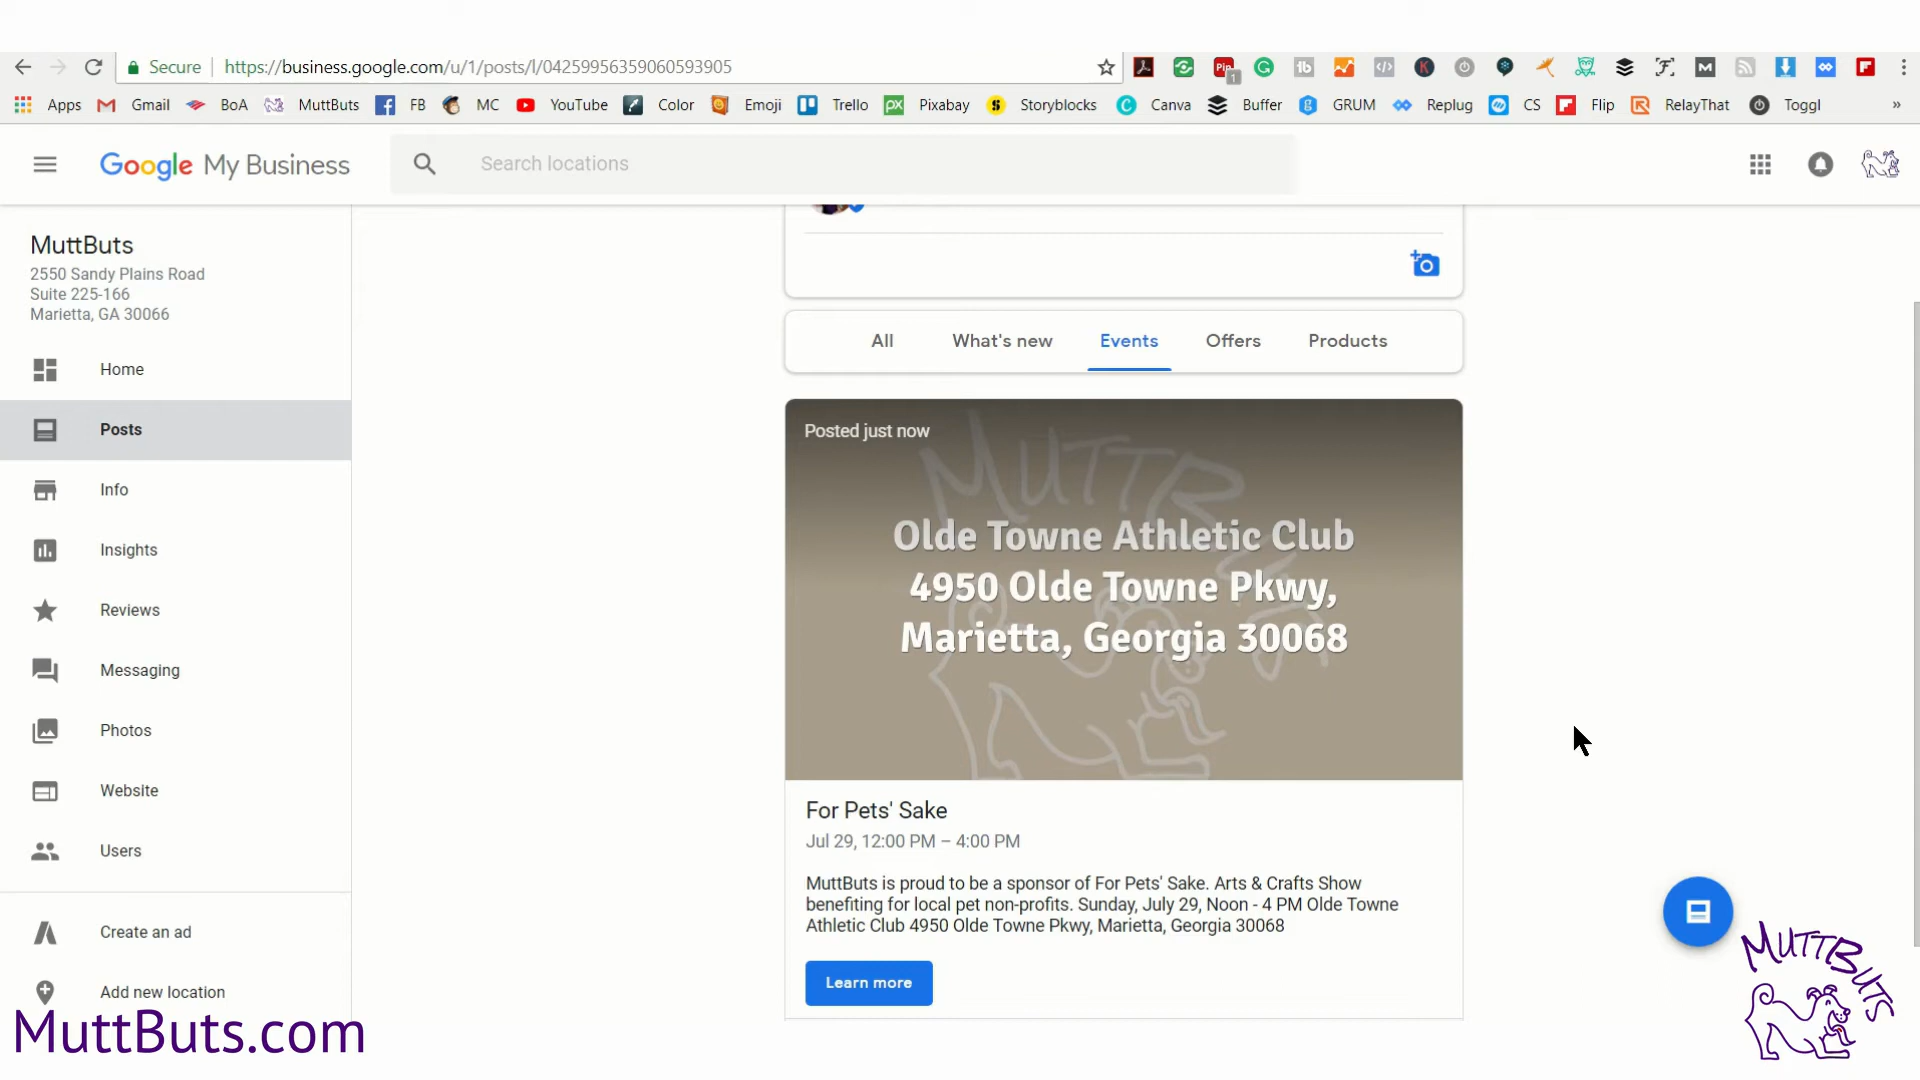 Secure
https://business.google.com/u/1/posts/l/04259956359060593905
1
Apps Gmail BoA MuttButs FB MC YouTube Color Emoji Trello Pixabay Storyblocks Canva Buffer GRUM Replug CS Flip RelayThat Toggl »
Google My Business
Search locations
MuttButs
2550 Sandy Plains Road
Suite 225-166
Marietta, GA 30066
Home
Posts
Info
Insights
Reviews
Messaging
Photos
Website
Users
Create an ad
Add new location
All What's new Events Offers Products
Posted just now
MUTTB
Olde Towne Athletic Club
4950 Olde Towne Pkwy,
Marietta, Georgia 30068
For Pets' Sake
Jul 29, 12:00 PM – 4:00 PM
MuttButs is proud to be a sponsor of For Pets' Sake. Arts & Crafts Show
benefiting for local pet non-profits. Sunday, July 29, Noon - 4 PM Olde Towne
Athletic Club 4950 Olde Towne Pkwy, Marietta, Georgia 30068
Learn more
MuttButs.com
MUTTBUTS